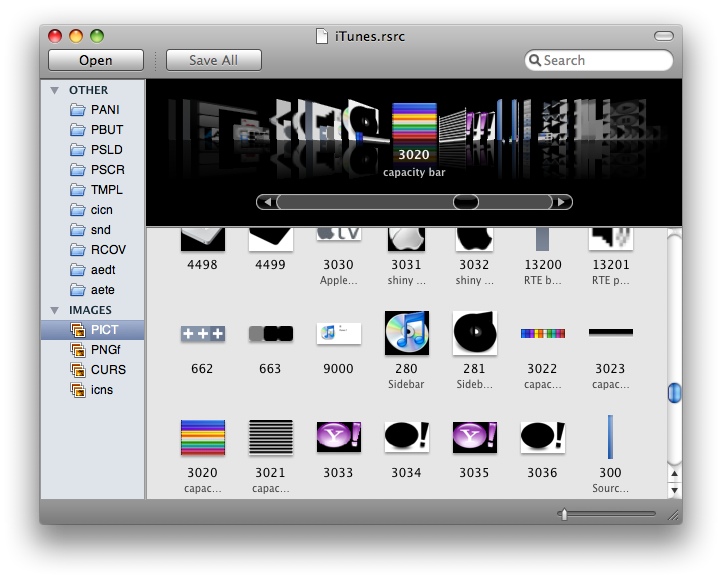 iTunes.rsrc
Open
Save All
Search
OTHER
PANI
PBUT
PSLD
PSCR
TMPL
cicn
snd
RCOV
aedt
aete
IMAGES
PICT
PNGf
CURS
icns
3020
capacity bar
tv
4498 4499 3030 3031 3032 13200 13201
Apple... shiny ... shiny ... RTE b... RTE p...
662 663 9000 280 281 3022 3023
Sidebar Sideb... capac... capac...
Y! Y!
3020 3021 3033 3034 3035 3036 300
capac... capac... Sourc...